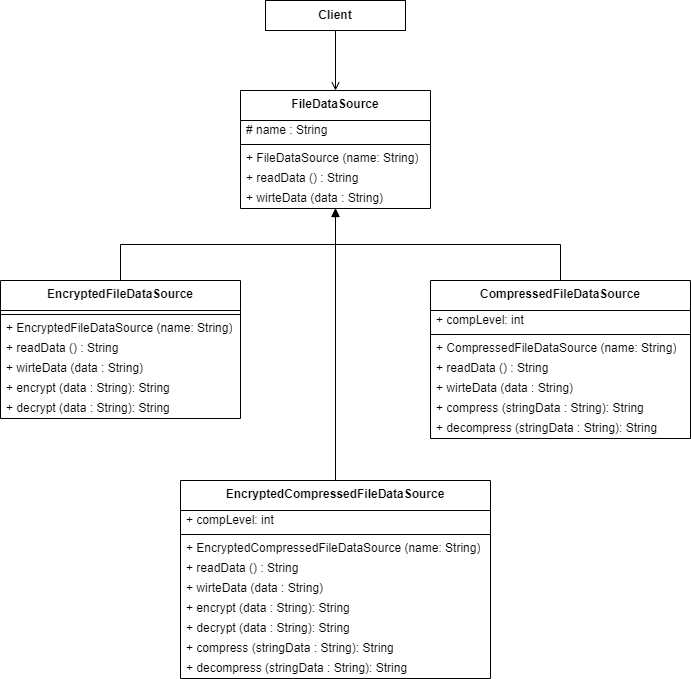 Client
FileDataSource
# name : String
+ FileDataSource (name: String)
+ readData () : String
+ wirteData (data : String)
EncryptedFileDataSource
+ EncryptedFileDataSource (name: String)
+ readData () : String
+ wirteData (data : String)
+ encrypt (data : String): String
+ decrypt (data : String): String
CompressedFileDataSource
+ compLevel: int
+ CompressedFileDataSource (name: String)
+ readData () : String
+ wirteData (data : String)
+ compress (stringData : String): String
+ decompress (stringData : String): String
EncryptedCompressedFileDataSource
+ compLevel: int
+ EncryptedCompressedFileDataSource (name: String)
+ readData () : String
+ wirteData (data : String)
+ encrypt (data : String): String
+ decrypt (data : String): String
+ compress (stringData : String): String
+ decompress (stringData : String): String